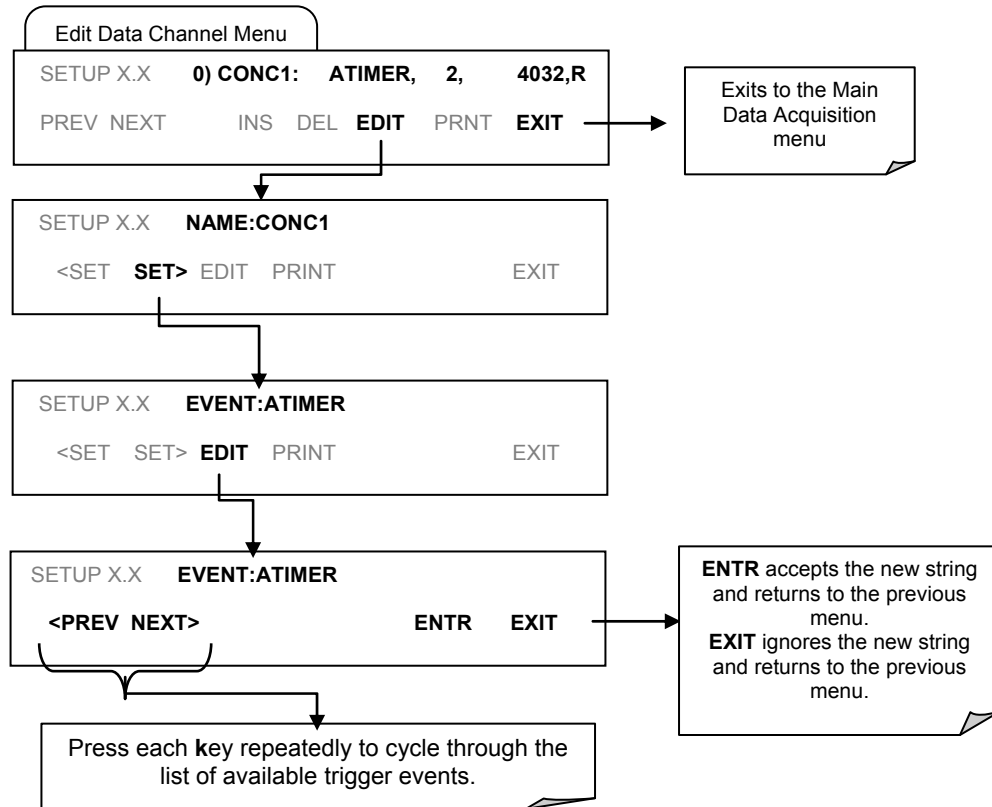 Edit Data Channel Menu
SETUP X.X 0) CONC1: ATIMER, 2, 4032,R
PREV NEXT INS DEL EDIT PRNT EXIT
Exits to the Main
Data Acquisition
menu
SETUP X.X NAME:CONC1
<SET SET> EDIT PRINT EXIT
SETUP X.X EVENT:ATIMER
<SET SET> EDIT PRINT EXIT
SETUP X.X EVENT:ATIMER
<PREV NEXT> ENTR EXIT
ENTR accepts the new string
and returns to the previous
menu.
EXIT ignores the new string
and returns to the previous
menu.
Press each key repeatedly to cycle through the
list of available trigger events.